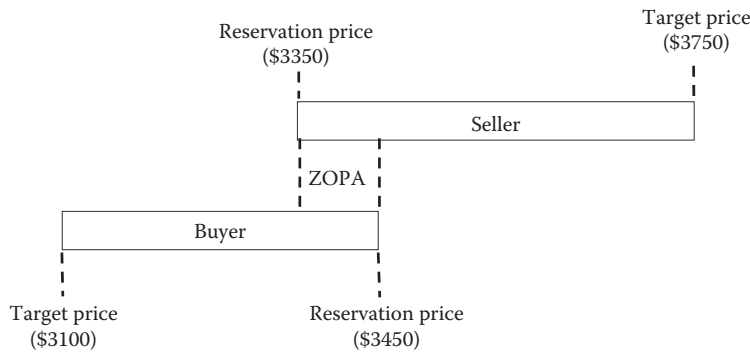 Target price
($3750)
Reservation price
($3350)
Seller
ZOPA
Buyer
Target price
($3100)
Reservation price
($3450)